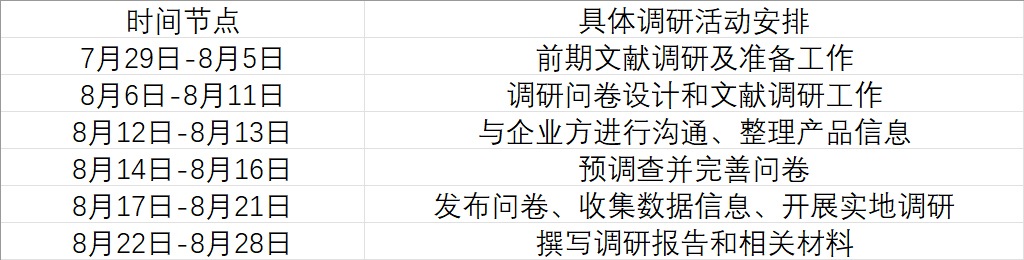 时间节点 具体调研活动安排
7月29日-8月5日 前期文献调研及准备工作
8月6日-8月11日 调研问卷设计和文献调研工作
8月12日-8月13日 与企业方进行沟通、整理产品信息
8月14日-8月16日 预调查并完善问卷
8月17日-8月21日 发布问卷、收集数据信息、开展实地调研
8月22日-8月28日 撰写调研报告和相关材料